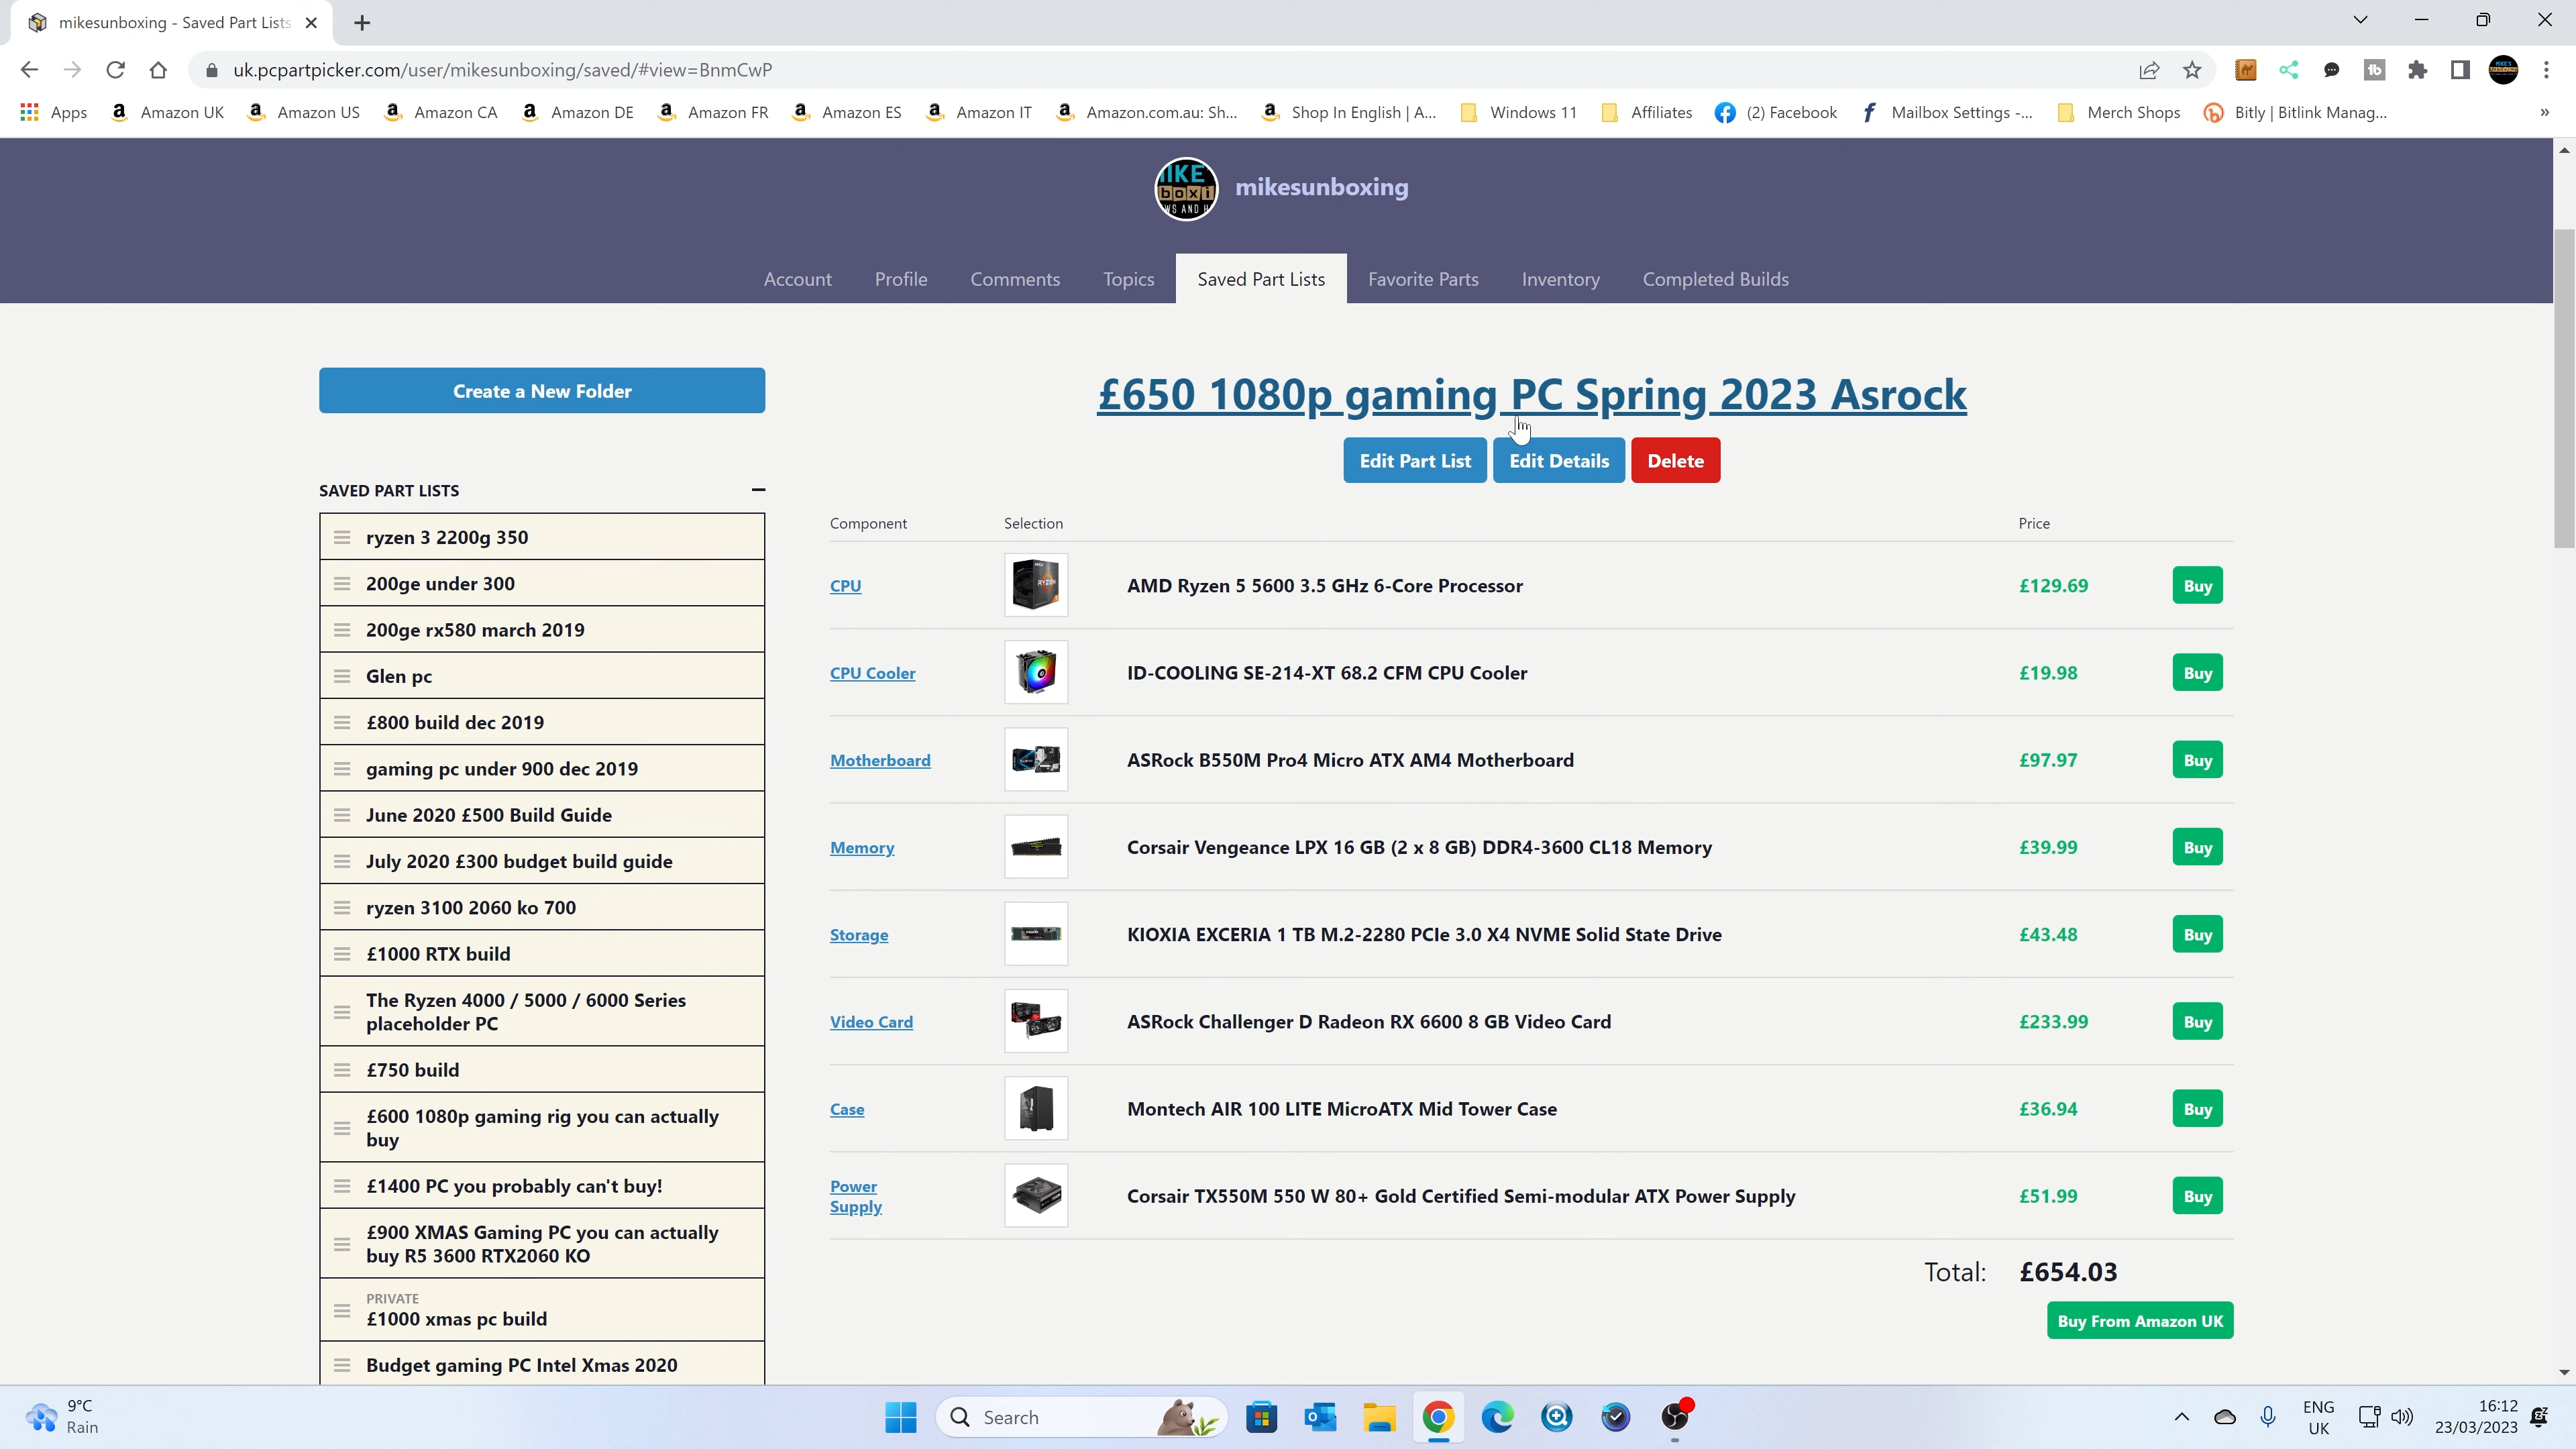 mikesunboxing - Saved Part Lists
uk.pcpartpicker.com/user/mikesunboxing/saved/#view=BnmCwP
Apps
Amazon UK
Amazon US
Amazon CA
Amazon DE
Amazon FR
Amazon ES
Amazon IT
Amazon.com.au: Sh...
Shop In English | A...
Windows 11
Affiliates
(2) Facebook
Mailbox Settings -...
Merch Shops
Bitly | Bitlink Manag...
mikesunboxing
Account
Profile
Comments
Topics
Saved Part Lists
Favorite Parts
Inventory
Completed Builds
Create a New Folder
SAVED PART LISTS
ryzen 3 2200g 350
200ge under 300
200ge rx580 march 2019
Glen pc
£800 build dec 2019
gaming pc under 900 dec 2019
June 2020 £500 Build Guide
July 2020 £300 budget build guide
ryzen 3100 2060 ko 700
£1000 RTX build
The Ryzen 4000 / 5000 / 6000 Series
placeholder PC
£750 build
£600 1080p gaming rig you can actually
buy
£1400 PC you probably can't buy!
£900 XMAS Gaming PC you can actually
buy R5 3600 RTX2060 KO
PRIVATE
£1000 xmas pc build
Budget gaming PC Intel Xmas 2020
£650 1080p gaming PC Spring 2023 Asrock
Edit Part List
Edit Details
Delete
Component Selection Price
CPU AMD Ryzen 5 5600 3.5 GHz 6-Core Processor £129.69 Buy
CPU Cooler ID-COOLING SE-214-XT 68.2 CFM CPU Cooler £19.98 Buy
Motherboard ASRock B550M Pro4 Micro ATX AM4 Motherboard £97.97 Buy
Memory Corsair Vengeance LPX 16 GB (2 x 8 GB) DDR4-3600 CL18 Memory £39.99 Buy
Storage KIOXIA EXCERIA 1 TB M.2-2280 PCIe 3.0 X4 NVME Solid State Drive £43.48 Buy
Video Card ASRock Challenger D Radeon RX 6600 8 GB Video Card £233.99 Buy
Case Montech AIR 100 LITE MicroATX Mid Tower Case £36.94 Buy
Power
Supply
Corsair TX550M 550 W 80+ Gold Certified Semi-modular ATX Power Supply £51.99 Buy
Total: £654.03
Buy From Amazon UK
9°C
Rain
Search
ENG
UK
16:12
23/03/2023